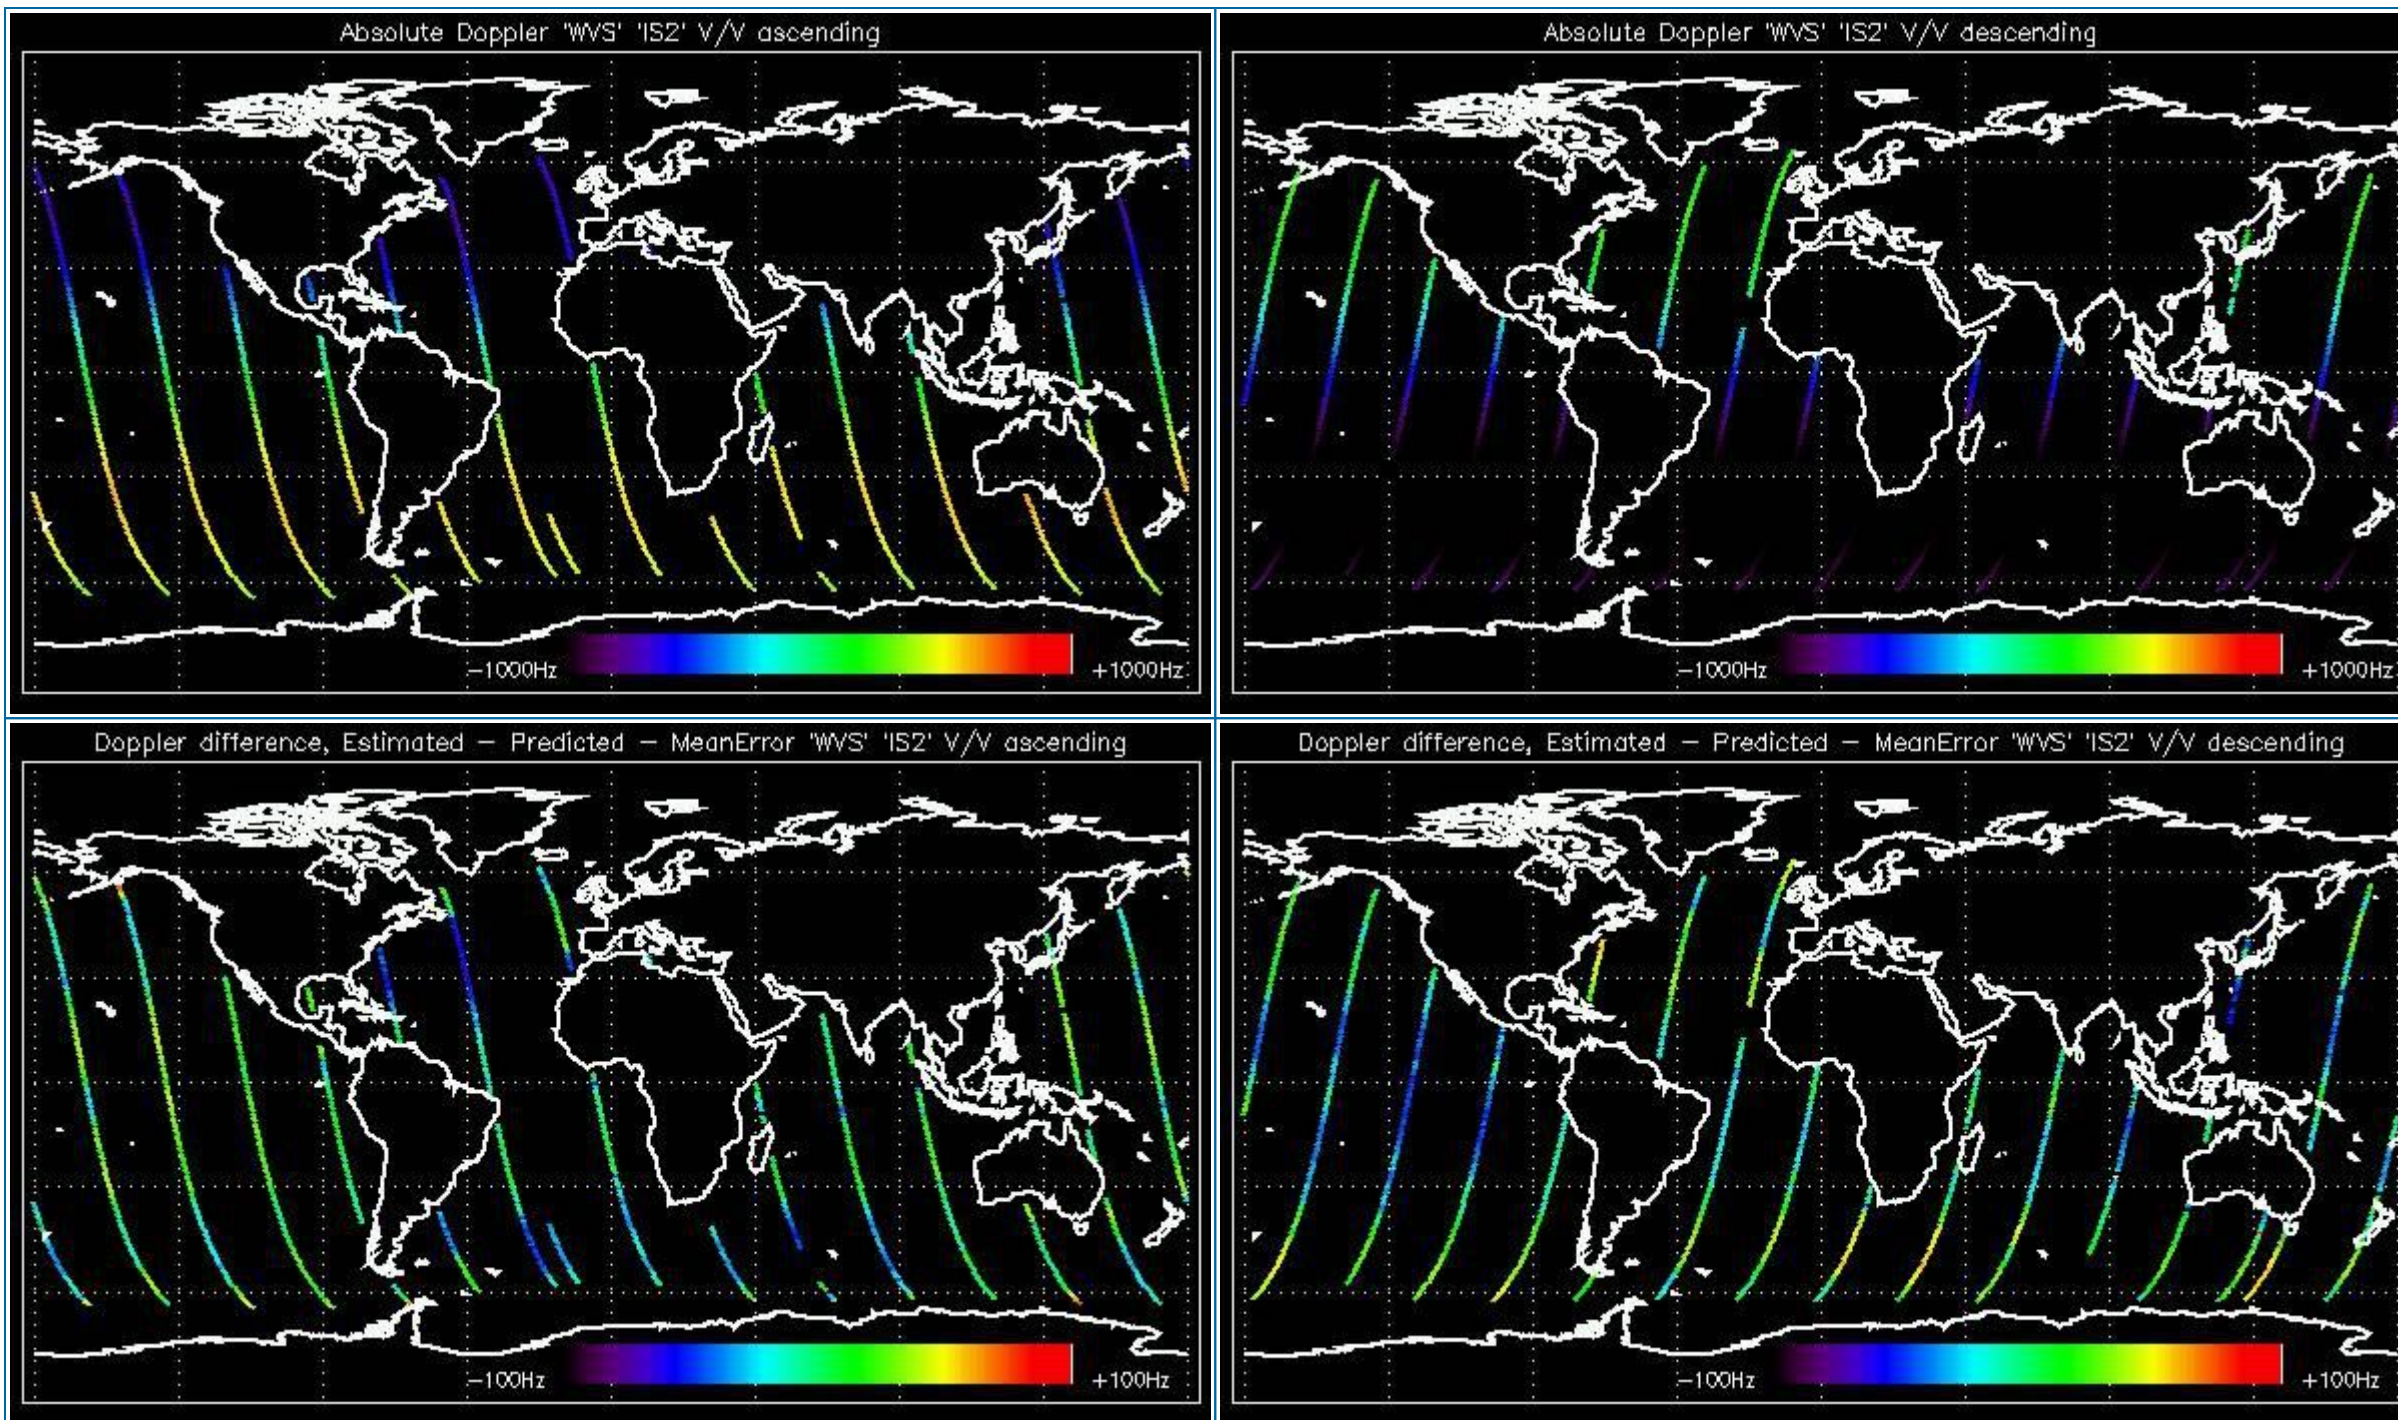 Absolute Doppler 'WVS' 'IS2' V/V ascending
-1000Hz
+1000Hz
Absolute Doppler 'WVS' 'IS2' V/V descending
-1000Hz
+1000Hz
Doppler difference, Estimated - Predicted - MeanError 'WVS' 'IS2' V/V ascending
-100Hz
+100Hz
Doppler difference, Estimated - Predicted - MeanError 'WVS' 'IS2' V/V descending
-100Hz
+100Hz